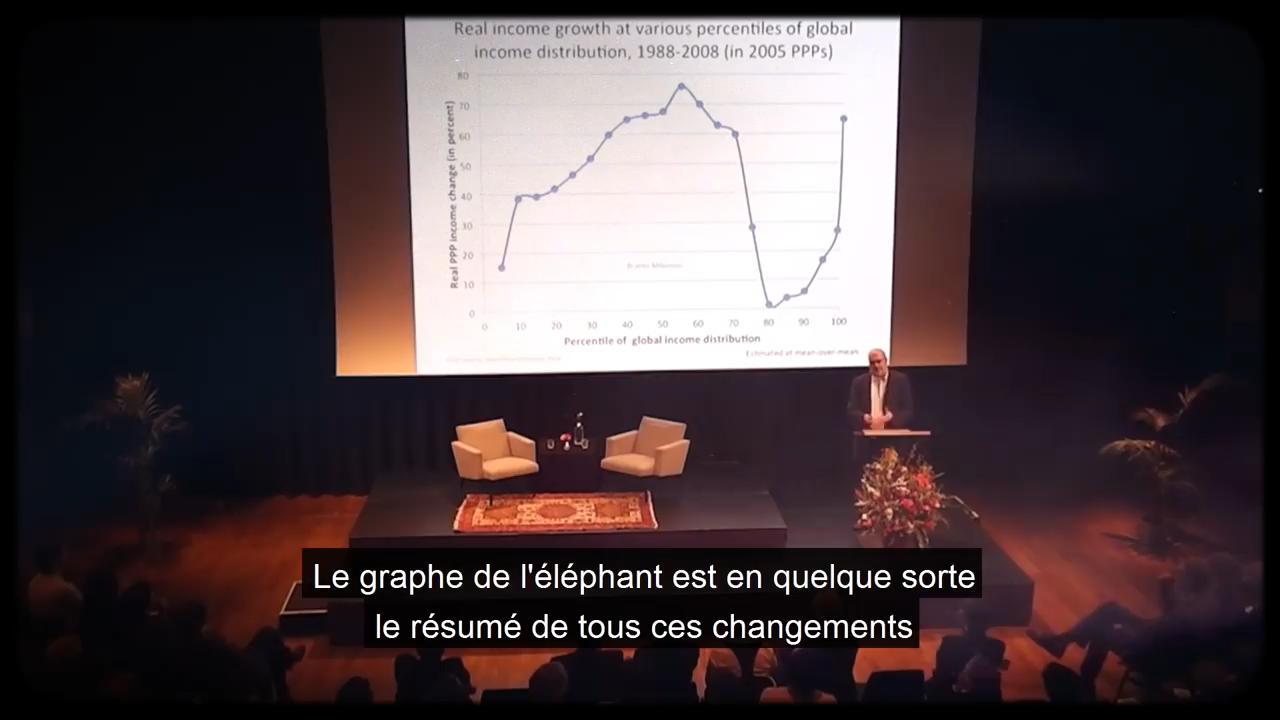 Real income growth at various percentiles of global
income distribution, 1988-2008 (in 2005 PPPs)
80
70
60
50
40
30
20
10
0
Real PPP income change (in percent)
0 10 20 30 40 50 60 70 80 90 100
Percentile of global income distribution
Estimated at mean-over-mean
Le graphe de l'éléphant est en quelque sorte
le résumé de tous ces changements